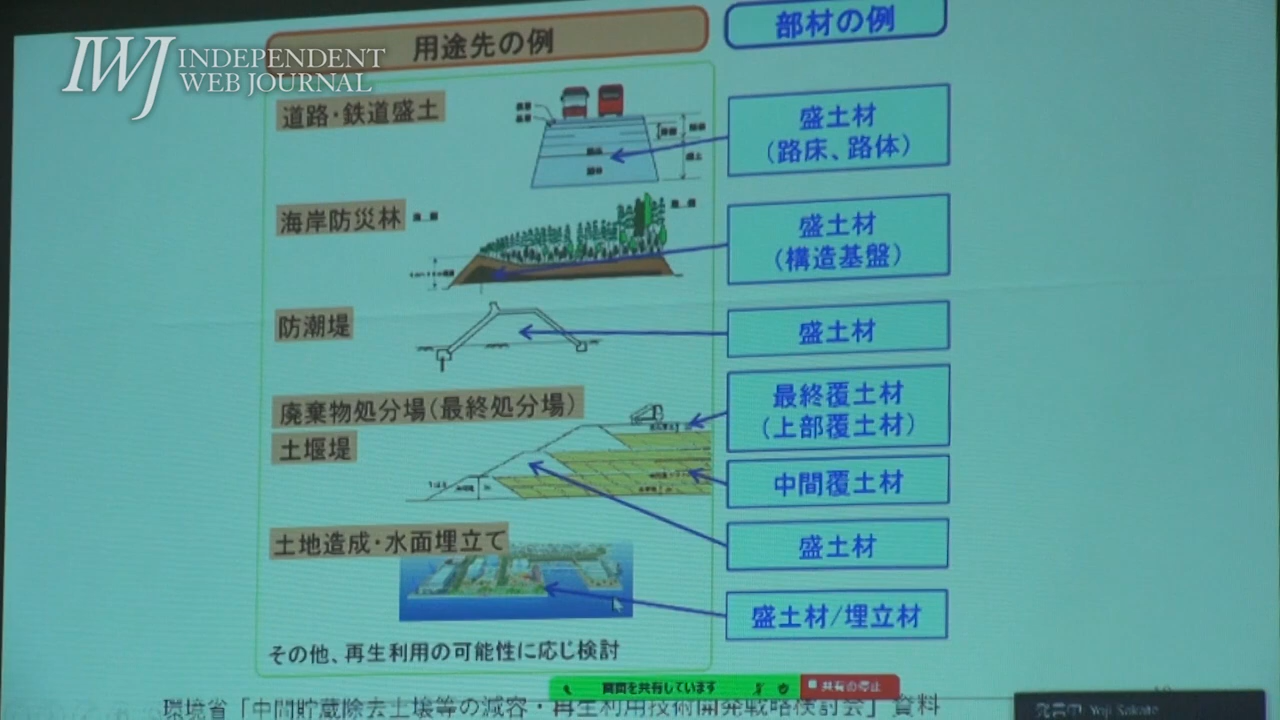 IWJ INDEPENDENT
WEB JOURNAL
用途先の例
部材の例
道路・鉄道盛土
盛土材
(路床、路体)
海岸防災林
盛土材
(構造基盤)
防潮堤
盛土材
廃棄物処分場(最終処分場)
最終覆土材
(上部覆土材)
土堰堤
中間覆土材
盛土材
土地造成・水面埋立て
盛土材/埋立材
その他、再生利用の可能性に応じ検討
画面を共有しています
共有の停止
環境省「中間貯蔵除去土壌等の減容・再生利用技術開発戦略検討会」資料